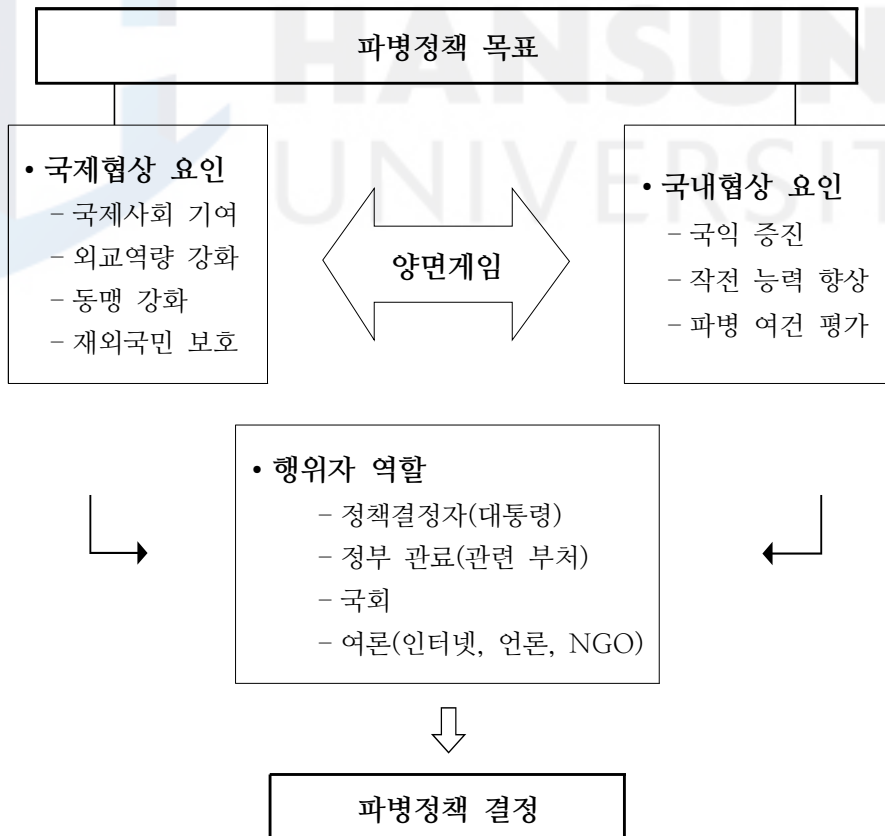 HANSUN
UNIVERSIT
파병정책 목표
• 국제협상 요인
– 국제사회 기여
– 외교역량 강화
– 동맹 강화
– 재외국민 보호
양면게임
• 국내협상 요인
– 국익 증진
– 작전 능력 향상
– 파병 여건 평가
• 행위자 역할
– 정책결정자(대통령)
– 정부 관료(관련 부처)
– 국회
– 여론(인터넷, 언론, NGO)
파병정책 결정